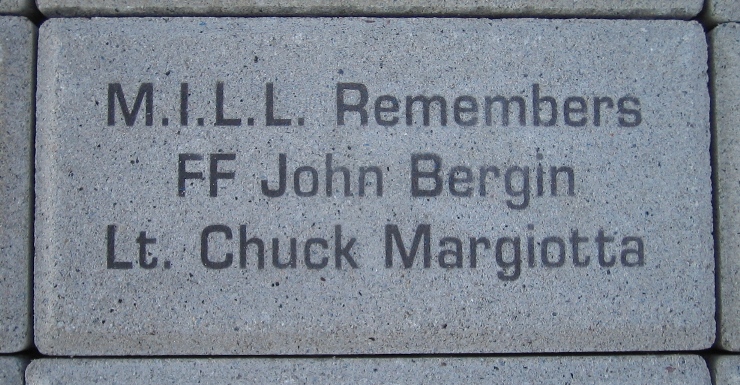 M.I.L.L. Remembers
FF John Bergin
Lt. Chuck Margiotta